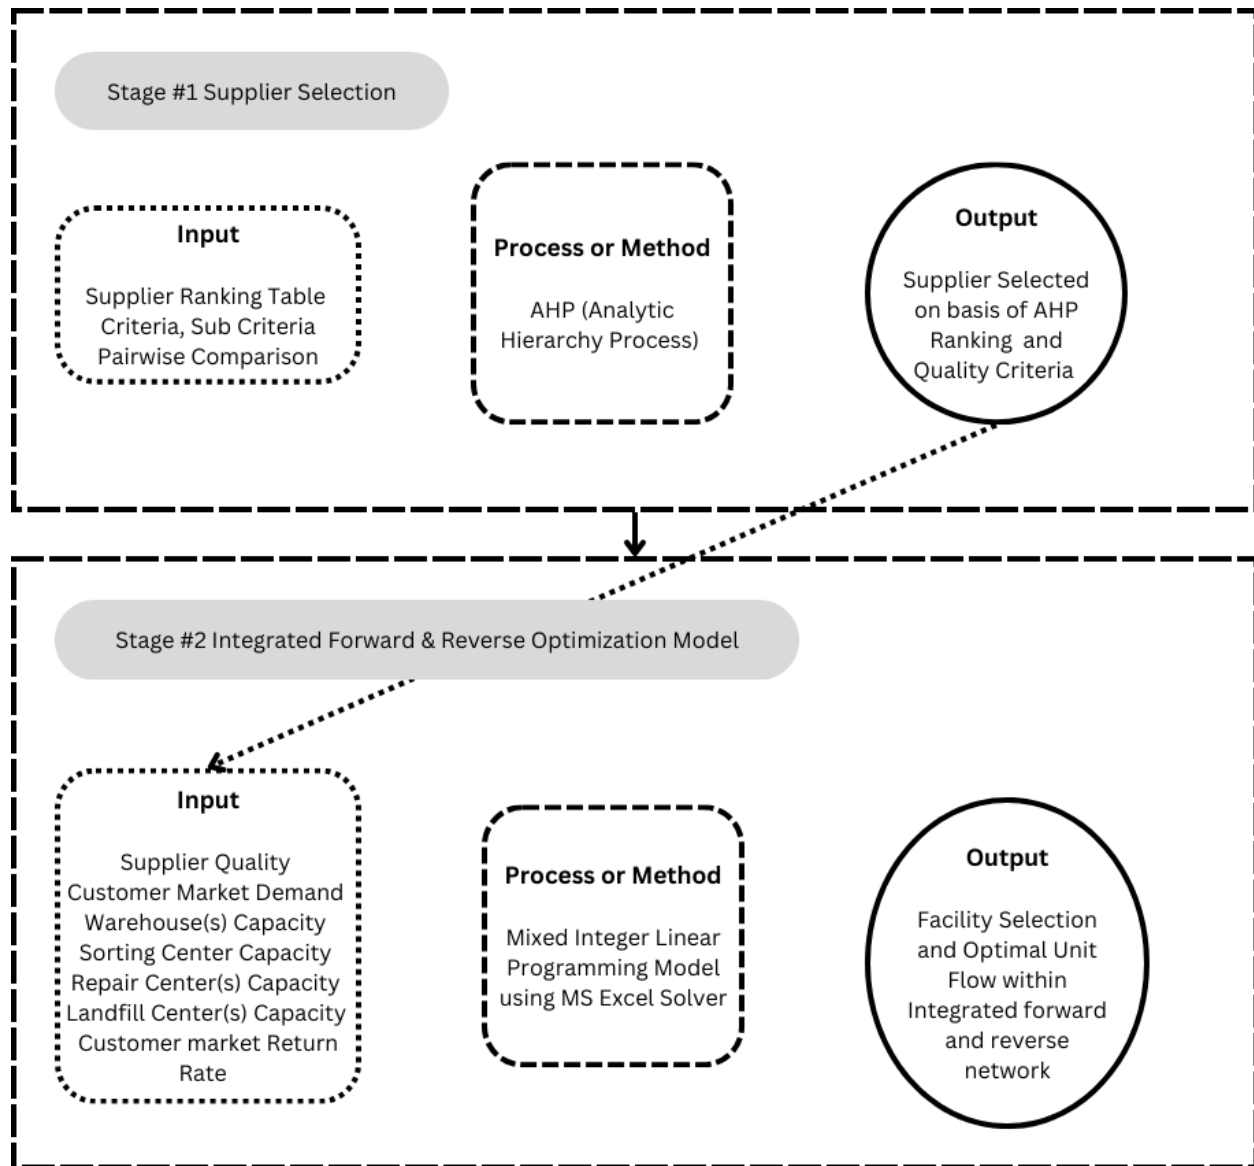 Stage #1 Supplier Selection
Input
Supplier Ranking Table
Criteria, Sub Criteria
Pairwise Comparison
Process or Method
AHP (Analytic
Hierarchy Process)
Output
Supplier Selected
on basis of AHP
Ranking and
Quality Criteria
Stage #2 Integrated Forward & Reverse Optimization Model
Input
Supplier Quality
Customer Market Demand
Warehouse(s) Capacity
Sorting Center Capacity
Repair Center(s) Capacity
Landfill Center(s) Capacity
Customer market Return
Rate
Process or Method
Mixed Integer Linear
Programming Model
using MS Excel Solver
Output
Facility Selection
and Optimal Unit
Flow within
Integrated forward
and reverse
network